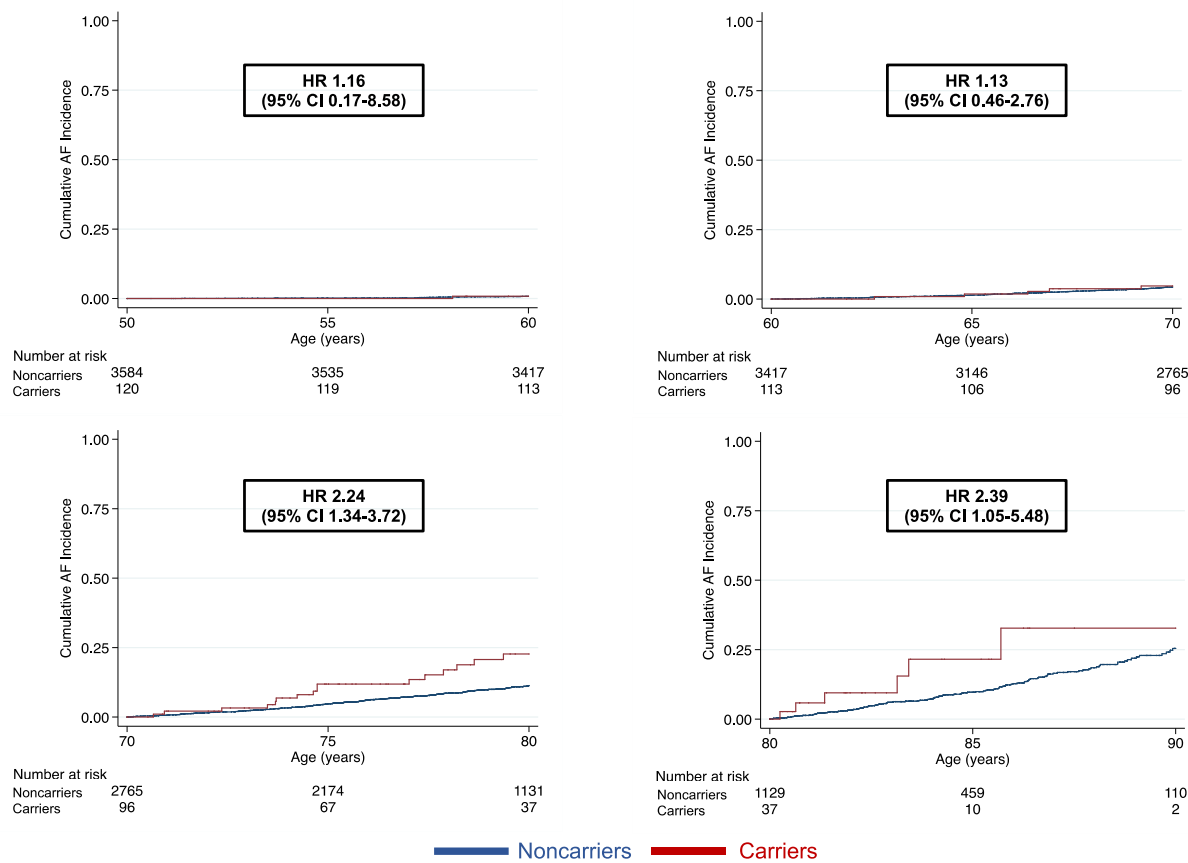 1.00
0.75
0.50
0.25
0.00
Cumulative AF Incidence
HR 1.16
(95% CI 0.17-8.58)
50 55 60
Age (years)
Number at risk
Noncarriers 3584 3535 3417
Carriers 120 119 113
1.00
0.75
0.50
0.25
0.00
Cumulative AF Incidence
HR 1.13
(95% CI 0.46-2.76)
60 65 70
Age (years)
Number at risk
Noncarriers 3417 3146 2765
Carriers 113 106 96
1.00
0.75
0.50
0.25
0.00
Cumulative AF Incidence
HR 2.24
(95% CI 1.34-3.72)
70 75 80
Age (years)
Number at risk
Noncarriers 2765 2174 1131
Carriers 96 67 37
1.00
0.75
0.50
0.25
0.00
Cumulative AF Incidence
HR 2.39
(95% CI 1.05-5.48)
80 85 90
Age (years)
Number at risk
Noncarriers 1129 459 110
Carriers 37 10 2
Noncarriers Carriers